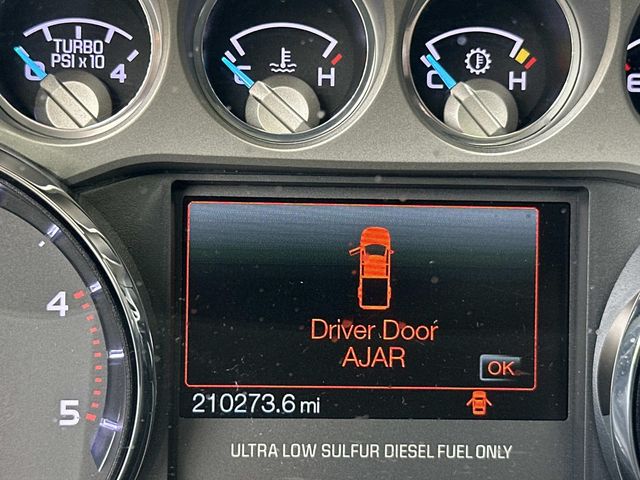 TURBO
PSI x 10
0 4
C H
C H
4
5
Driver Door
AJAR
OK
210273.6 mi
ULTRA LOW SULFUR DIESEL FUEL ONLY